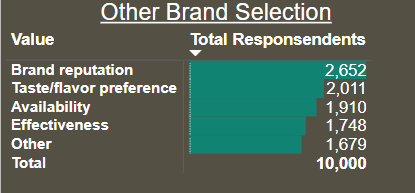 Other Brand Selection
Value Total Responsendents
Brand reputation 2,652
Taste/flavor preference 2,011
Availability 1,910
Effectiveness 1,748
Other 1,679
Total 10,000